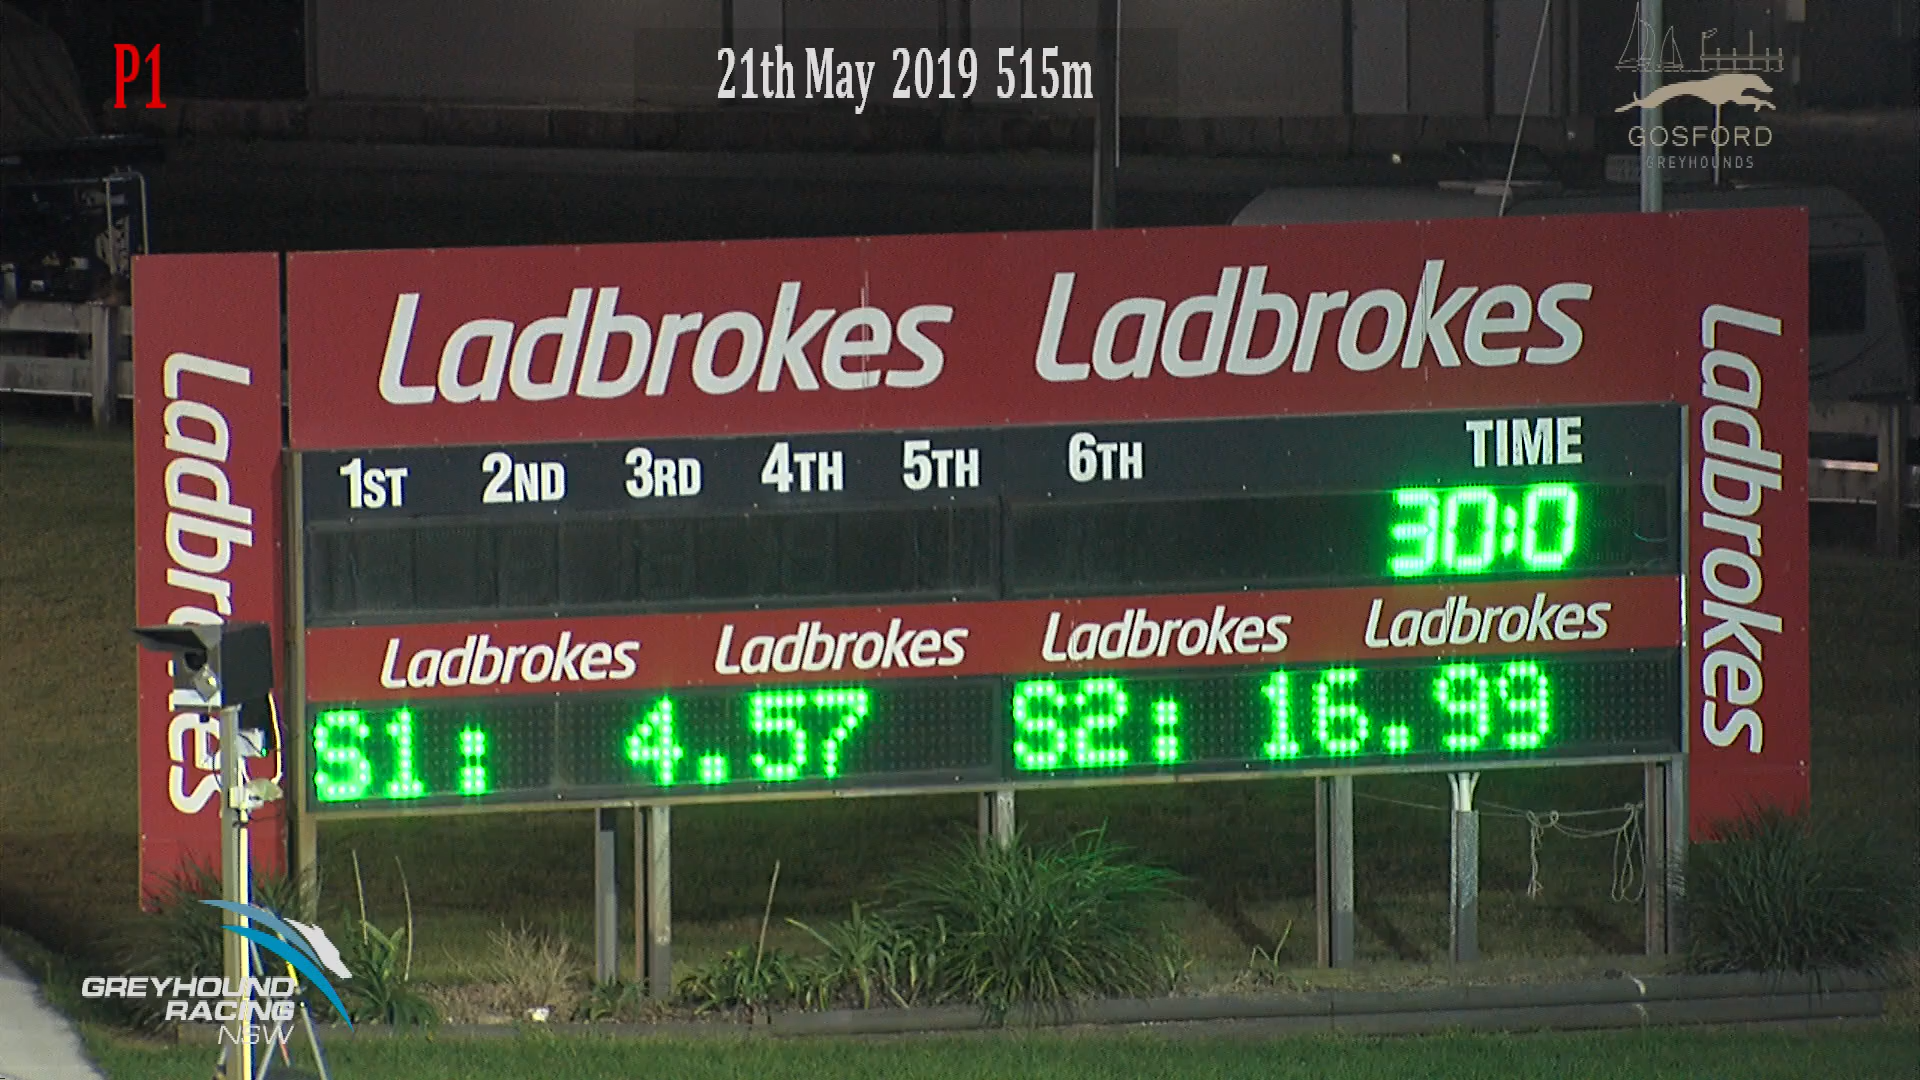 P1
21th May 2019 515m
GOSFORD
GREYHOUNDS
Ladbrokes Ladbrokes
Ladbrokes
Ladbrokes
1ST 2ND 3RD 4TH 5TH 6TH TIME
30:0
Ladbrokes Ladbrokes Ladbrokes Ladbrokes
S1: 4.57 S2: 16.99
GREYHOUND
RACING
NSW